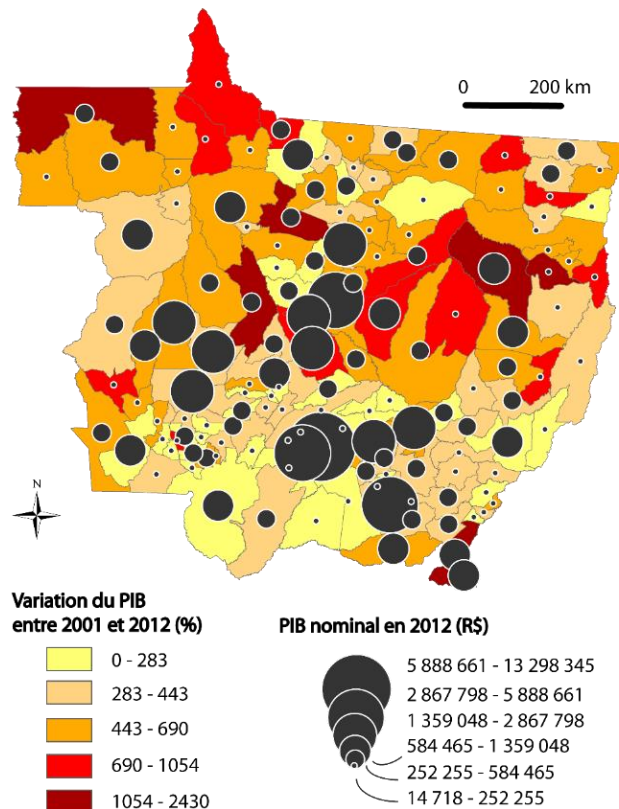 0 200 km
N
Variation du PIB
entre 2001 et 2012 (%)
0 - 283
283 - 443
443 - 690
690 - 1054
1054 - 2430
PIB nominal en 2012 (R$)
5 888 661 - 13 298 345
2 867 798 - 5 888 661
1 359 048 - 2 867 798
584 465 - 1 359 048
252 255 - 584 465
14 718 - 252 255